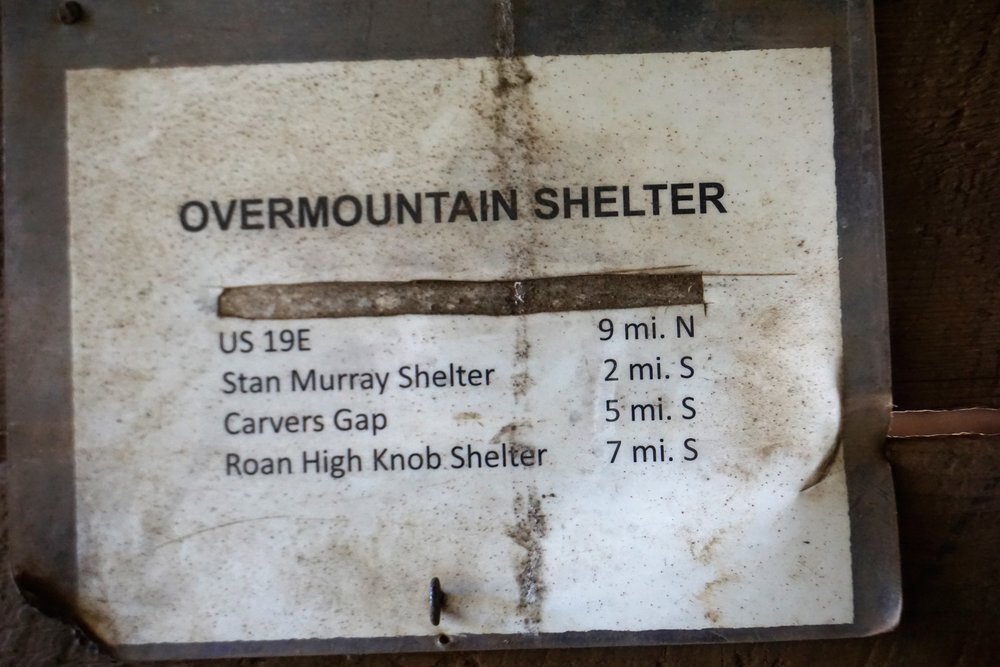 OVERMOUNTAIN SHELTER
US 19E 9 mi. N
Stan Murray Shelter 2 mi. S
Carvers Gap 5 mi. S
Roan High Knob Shelter 7 mi. S